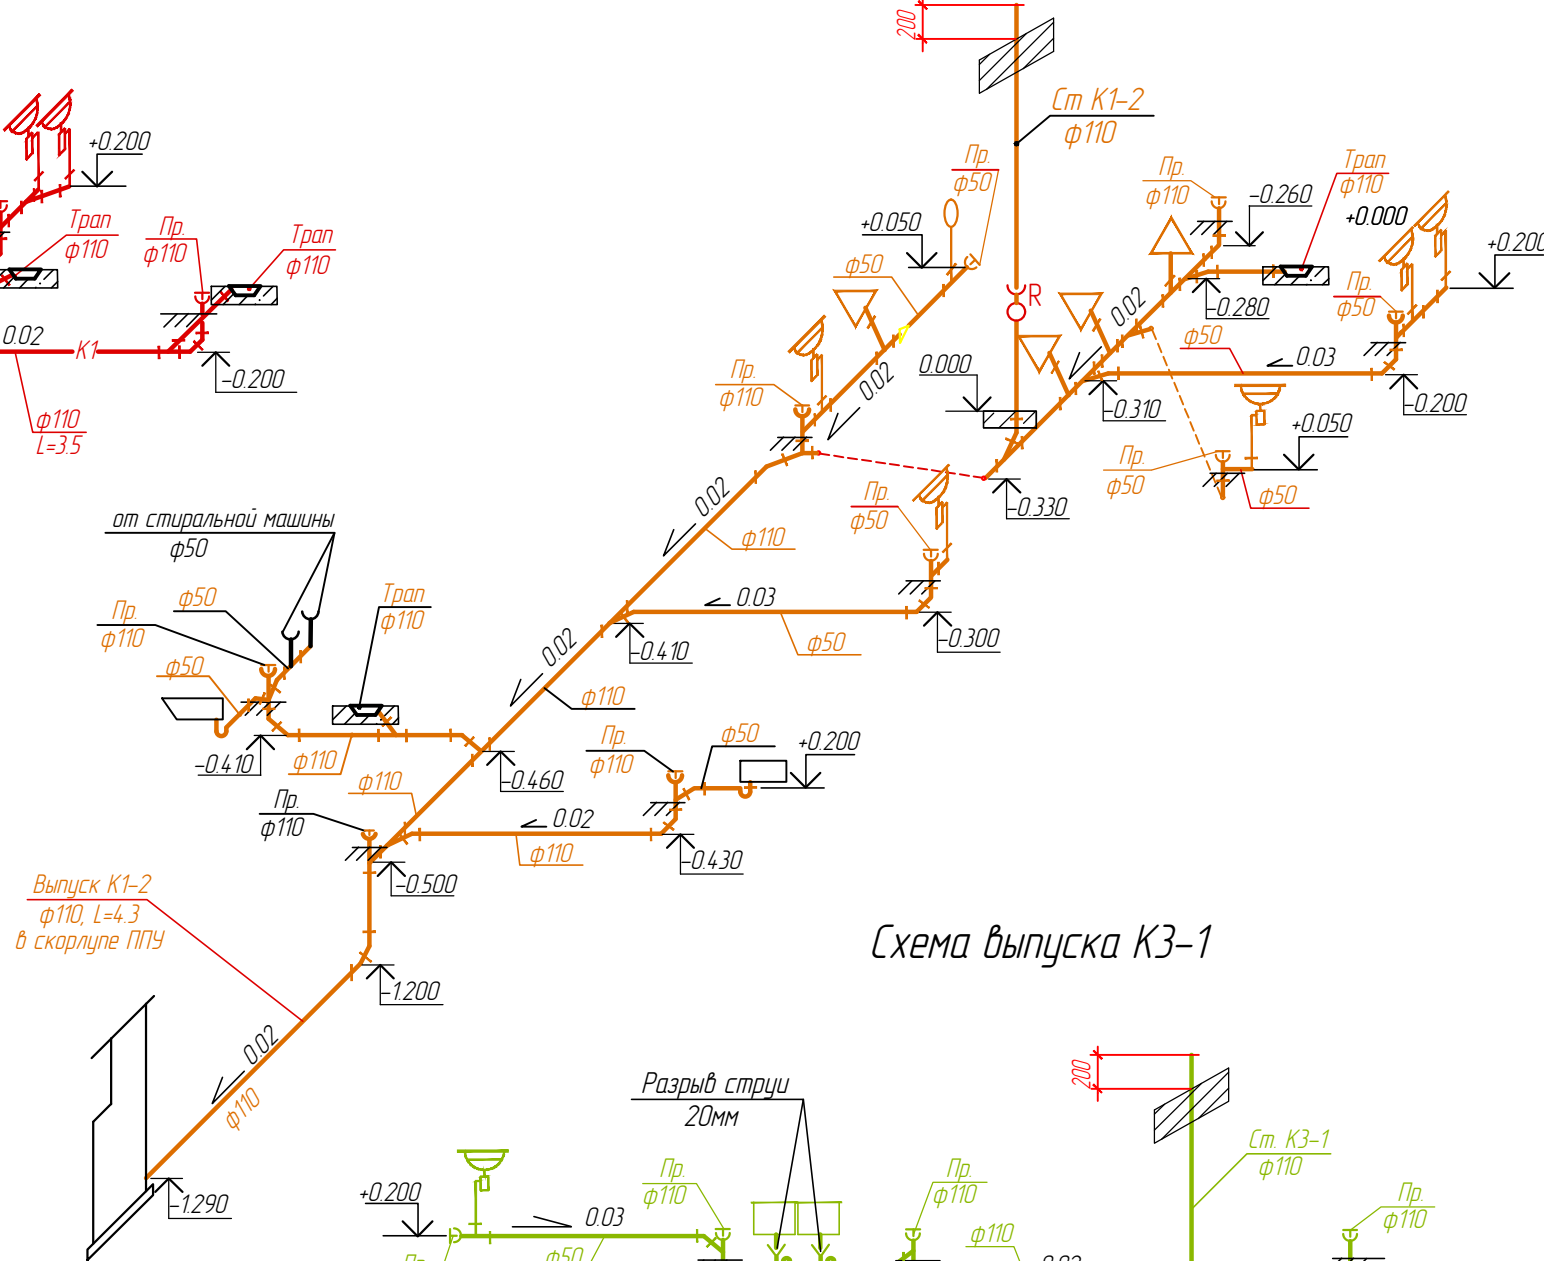 200
Ст К1-2
ф110
Пр.
ф50
+0.200
Трап
ф110
Пр.
ф110
Трап
ф110
0.02
К1
-0.200
ф110
L=3.5
+0.050
ф50
Пр.
ф110
-0.260
Трап
ф110
+0.000
+0.200
Пр.
ф50
-0.280
0.02
ф50
0.03
-0.200
R
0.000
-0.310
+0.050
Пр.
ф50
ф50
-0.330
Пр.
ф110
0.02
0.02
ф110
Пр.
ф50
0.03
-0.300
ф50
-0.410
от стиральной машины
ф50
Пр.
ф110
ф50
ф50
Трап
ф110
0.02
ф110
-0.410
ф110
ф110
-0.460
Пр.
ф110
ф50
+0.200
Пр.
ф110
0.02
ф110
-0.430
-0.500
Выпуск К1-2
ф110, L=4.3
в скорлупе ППУ
-1.200
0.02
ф110
-1.290
Схема выпуска К3-1
200
Разрыв струи
20мм
Ст. К3-1
ф110
+0.200
0.03
ф50
Пр.
ф110
Пр.
ф110
ф110
Пр.
ф110